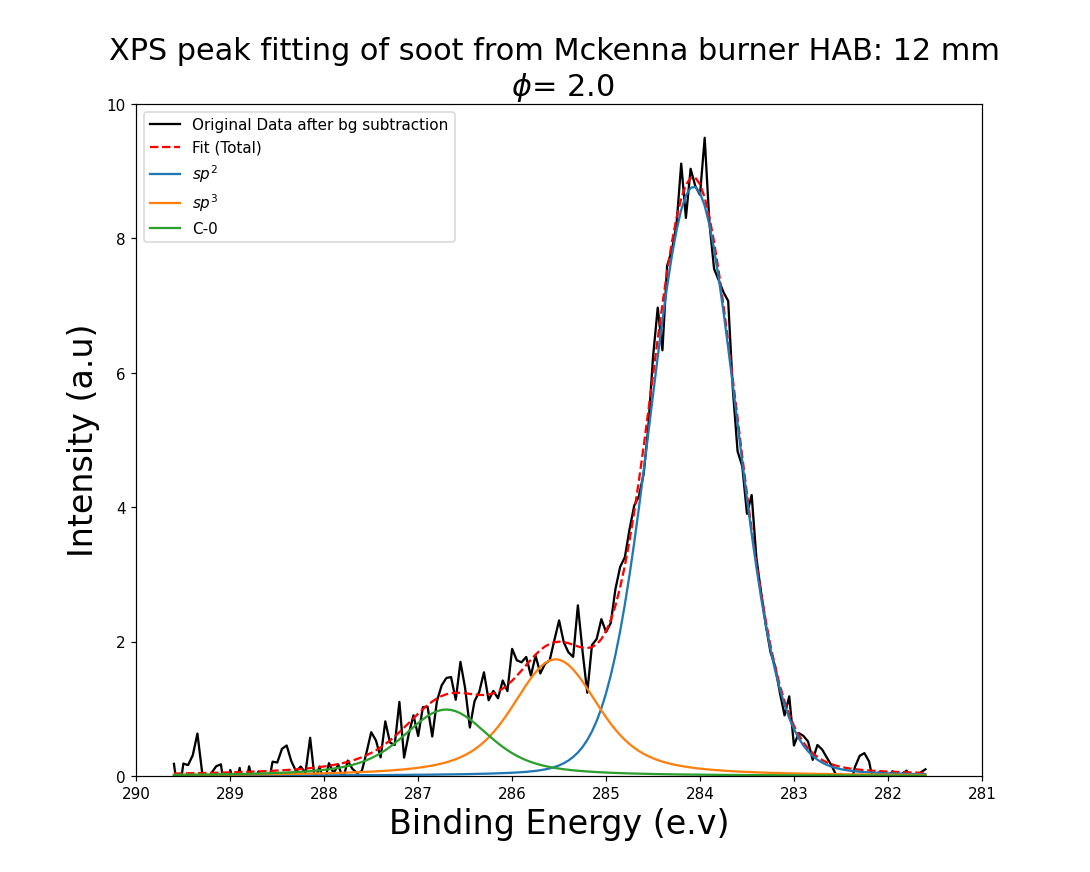 XPS peak fitting of soot from Mckenna burner HAB: 12 mm
ϕ= 2.0
Original Data after bg subtraction
Fit (Total)
sp²
sp³
C-0
10
8
6
4
2
0
Intensity (a.u)
290 289 288 287 286 285 284 283 282 281
Binding Energy (e.v)